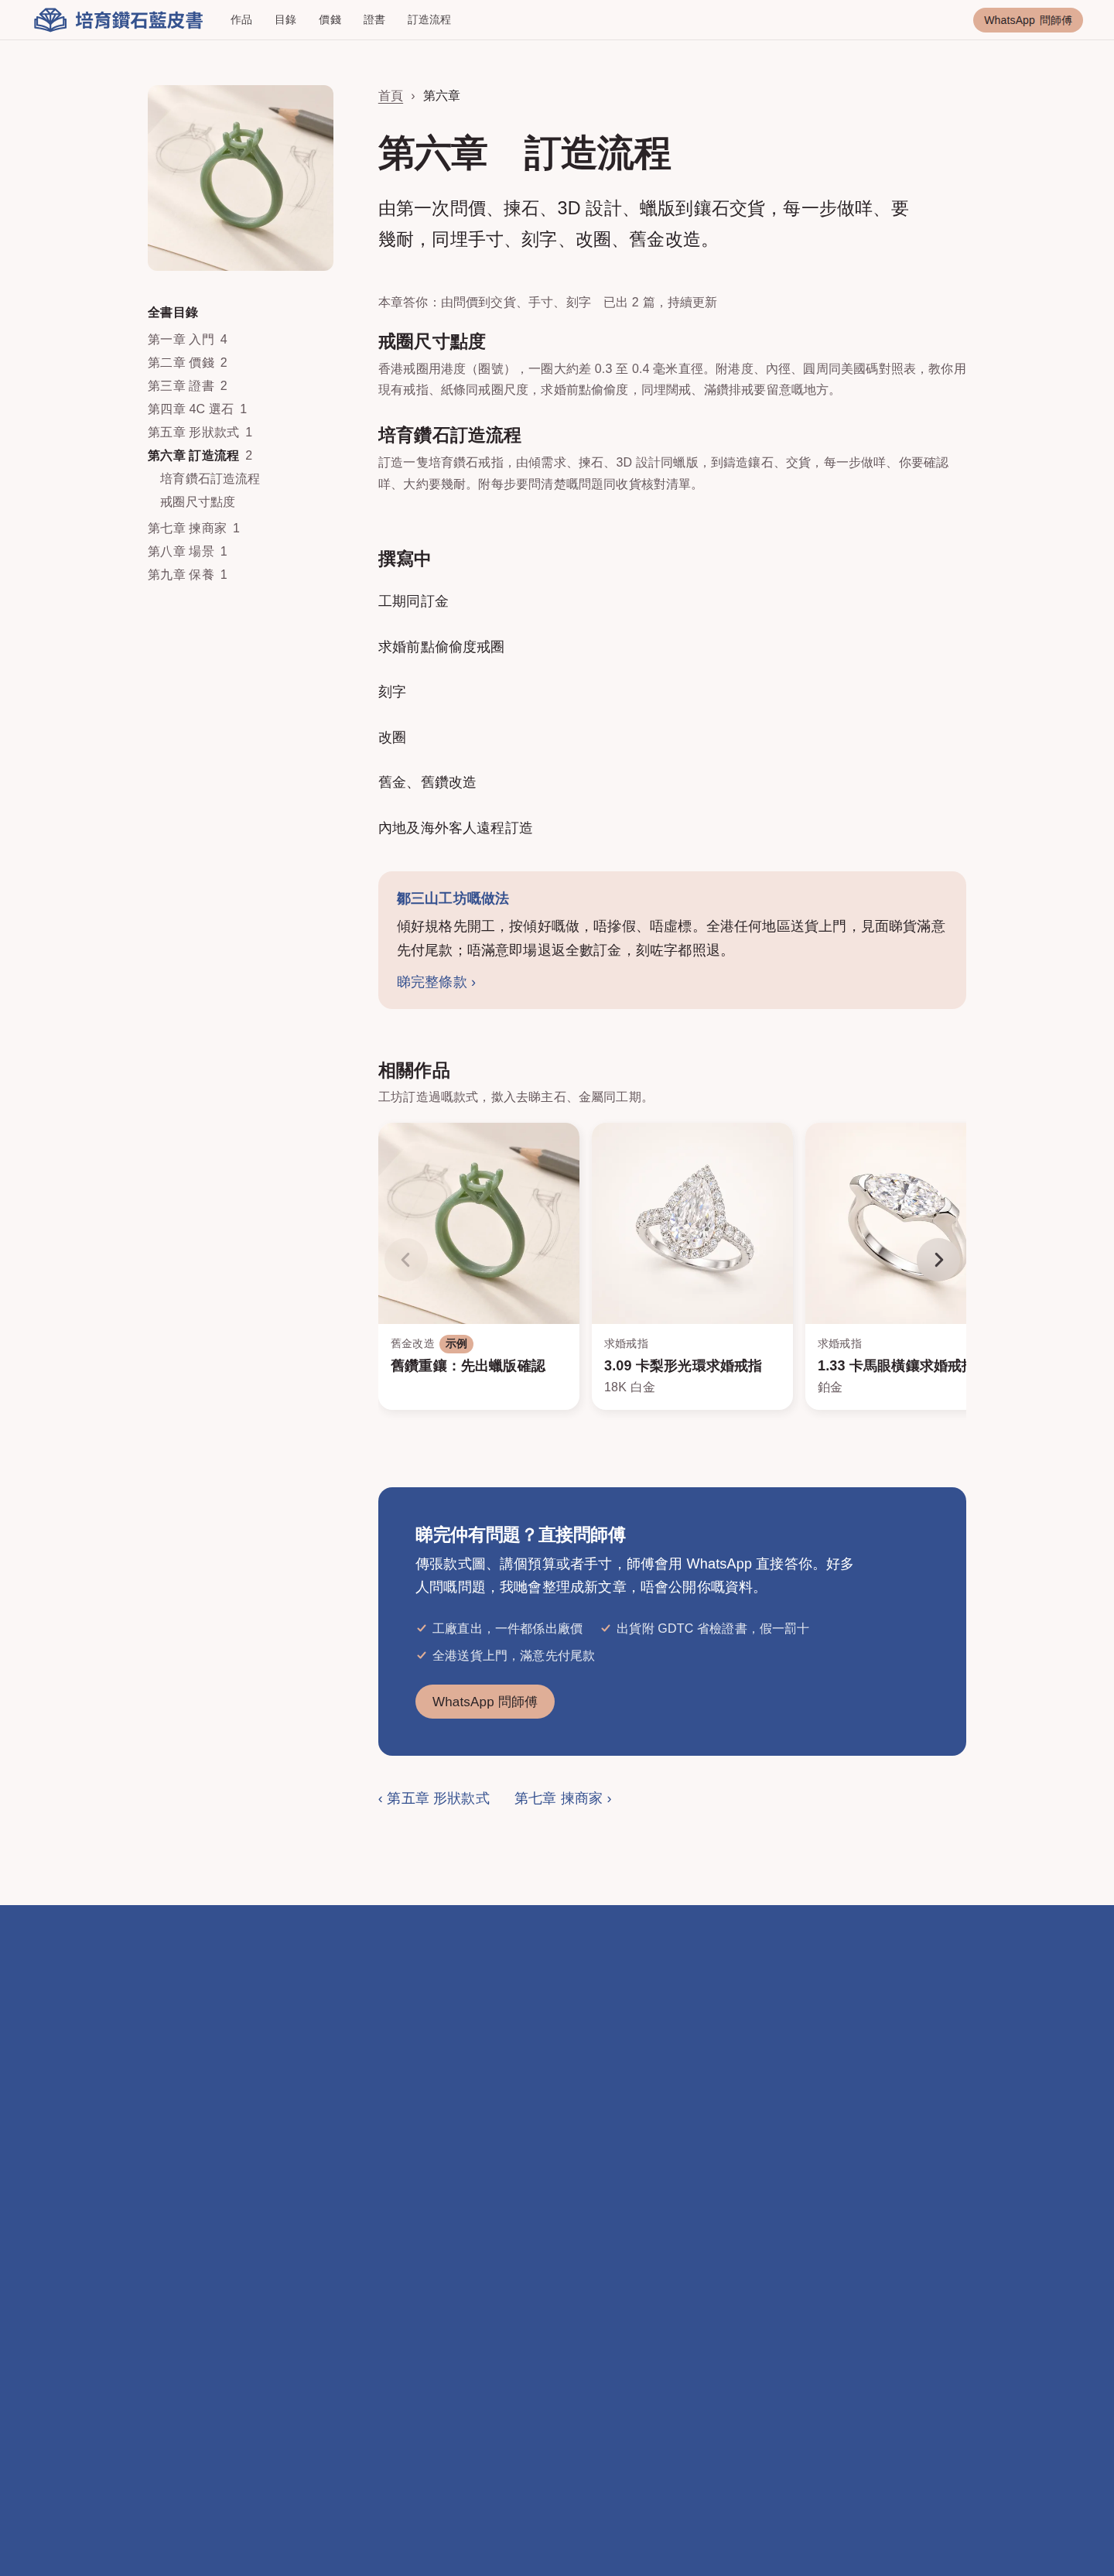 培育鑽石藍皮書
作品
目錄
價錢
證書
訂造流程
WhatsApp 問師傅
首頁 › 第六章
第六章　訂造流程
由第一次問價、揀石、3D 設計、蠟版到鑲石交貨，每一步做咩、要
幾耐，同埋手寸、刻字、改圈、舊金改造。
全書目錄
第一章 入門 4
第二章 價錢 2
第三章 證書 2
第四章 4C 選石 1
第五章 形狀款式 1
第六章 訂造流程 2
培育鑽石訂造流程
戒圈尺寸點度
第七章 揀商家 1
第八章 場景 1
第九章 保養 1
本章答你：由問價到交貨、手寸、刻字　已出 2 篇，持續更新
戒圈尺寸點度
香港戒圈用港度（圈號），一圈大約差 0.3 至 0.4 毫米直徑。附港度、內徑、圓周同美國碼對照表，教你用
現有戒指、紙條同戒圈尺度，求婚前點偷偷度，同埋闊戒、滿鑽排戒要留意嘅地方。
培育鑽石訂造流程
訂造一隻培育鑽石戒指，由傾需求、揀石、3D 設計同蠟版，到鑄造鑲石、交貨，每一步做咩、你要確認
咩、大約要幾耐。附每步要問清楚嘅問題同收貨核對清單。
撰寫中
工期同訂金
求婚前點偷偷度戒圈
刻字
改圈
舊金、舊鑽改造
內地及海外客人遠程訂造
鄒三山工坊嘅做法
傾好規格先開工，按傾好嘅做，唔摻假、唔虛標。全港任何地區送貨上門，見面睇貨滿意
先付尾款；唔滿意即場退返全數訂金，刻咗字都照退。
睇完整條款 ›
相關作品
工坊訂造過嘅款式，撳入去睇主石、金屬同工期。
舊金改造 示例
舊鑽重鑲：先出蠟版確認
求婚戒指
3.09 卡梨形光環求婚戒指
18K 白金
求婚戒指
1.33 卡馬眼橫鑲求婚戒指
鉑金
睇完仲有問題？直接問師傅
傳張款式圖、講個預算或者手寸，師傅會用 WhatsApp 直接答你。好多
人問嘅問題，我哋會整理成新文章，唔會公開你嘅資料。
工廠直出，一件都係出廠價
出貨附 GDTC 省檢證書，假一罰十
全港送貨上門，滿意先付尾款
WhatsApp 問師傅
‹ 第五章 形狀款式
第七章 揀商家 ›